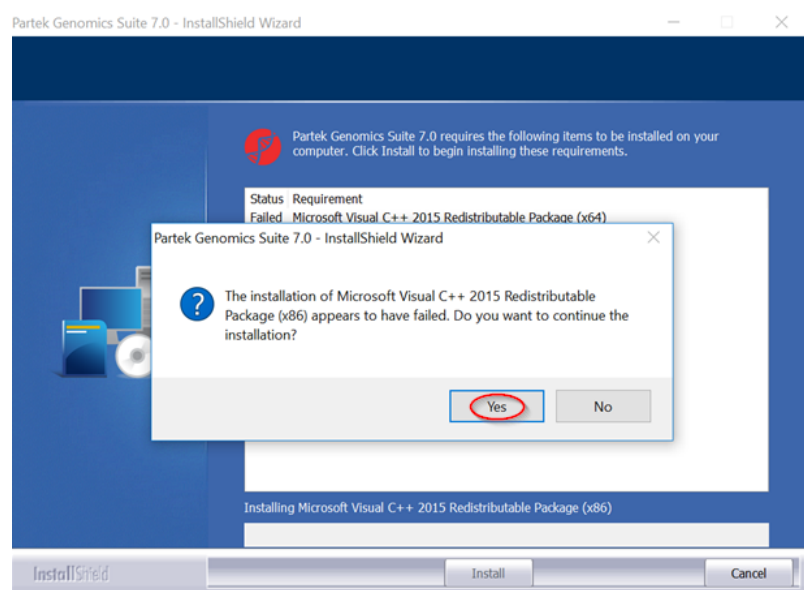 Partek Genomics Suite 7.0 - InstallShield Wizard
Partek Genomics Suite 7.0 requires the following items to be installed on your
computer. Click Install to begin installing these requirements.
Status Requirement
Failed Microsoft Visual C++ 2015 Redistributable Package (x64)
Partek Genomics Suite 7.0 - InstallShield Wizard
The installation of Microsoft Visual C++ 2015 Redistributable
Package (x86) appears to have failed. Do you want to continue the
installation?
Yes No
Installing Microsoft Visual C++ 2015 Redistributable Package (x86)
InstallShield
Install Cancel